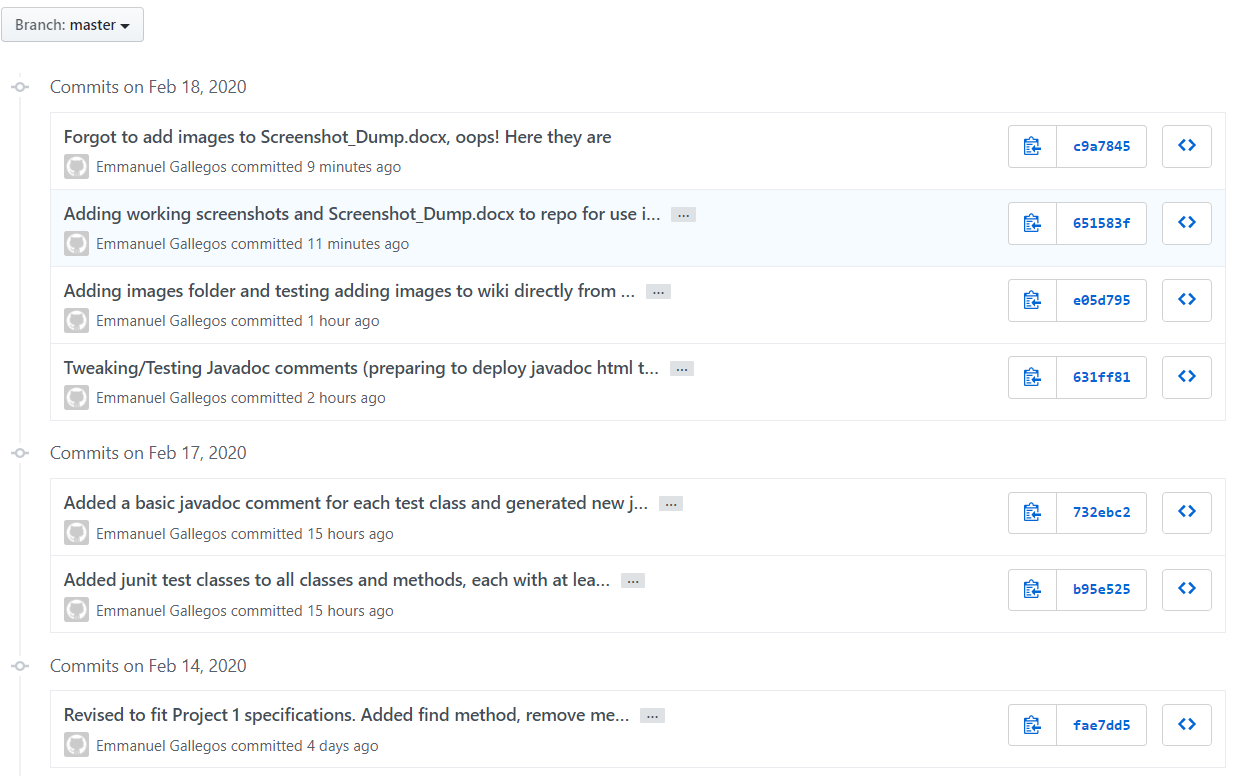 Branch: master
Commits on Feb 18, 2020
Forgot to add images to Screenshot_Dump.docx, oops! Here they are
Emmanuel Gallegos committed 9 minutes ago
c9a7845
Adding working screenshots and Screenshot_Dump.docx to repo for use i... ...
Emmanuel Gallegos committed 11 minutes ago
651583f
Adding images folder and testing adding images to wiki directly from ... ...
Emmanuel Gallegos committed 1 hour ago
e05d795
Tweaking/Testing Javadoc comments (preparing to deploy javadoc html t... ...
Emmanuel Gallegos committed 2 hours ago
631ff81
Commits on Feb 17, 2020
Added a basic javadoc comment for each test class and generated new j... ...
Emmanuel Gallegos committed 15 hours ago
732ebc2
Added junit test classes to all classes and methods, each with at lea... ...
Emmanuel Gallegos committed 15 hours ago
b95e525
Commits on Feb 14, 2020
Revised to fit Project 1 specifications. Added find method, remove me... ...
Emmanuel Gallegos committed 4 days ago
fae7dd5